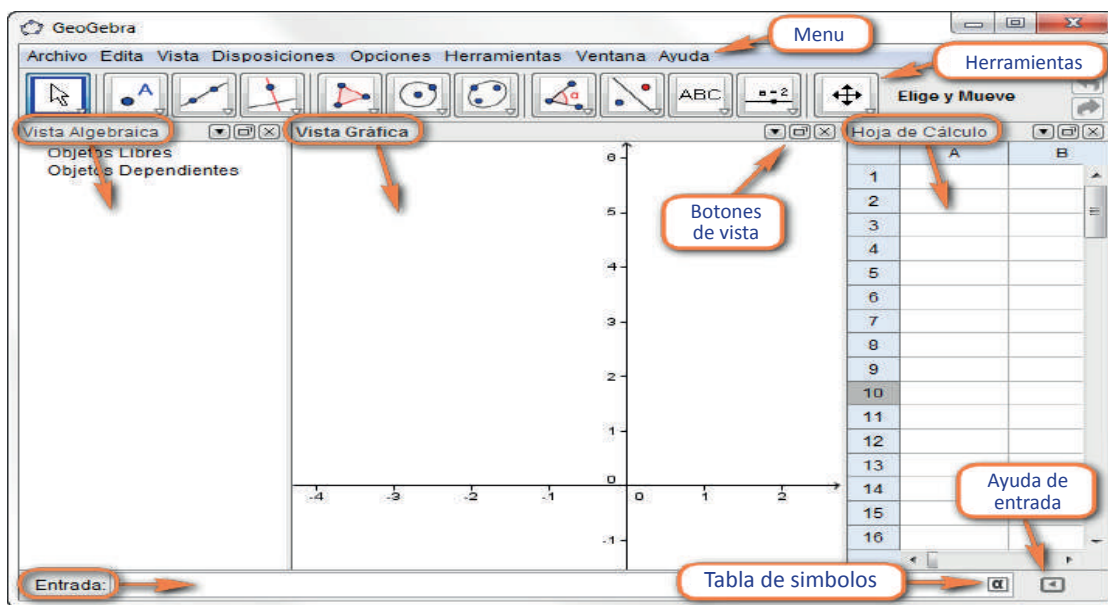 GeoGebra
Menu
Archivo Edita Vista Disposiciones Opciones Herramientas Ventana Ayuda
Herramientas
A
α
ABC
a=2
Elige y Mueve
Vista Algebraica
Vista Gráfica
Hoja de Cálculo
Objetos Libres
Objetos Dependientes
Botones
de vista
A B
1
2
3
4
5
6
7
8
9
10
11
12
13
14
15
16
6
5
4
3
2
1
0
-1
-4 -3 -2 -1 0 1 2
Ayuda de
entrada
Entrada:
Tabla de simbolos
α